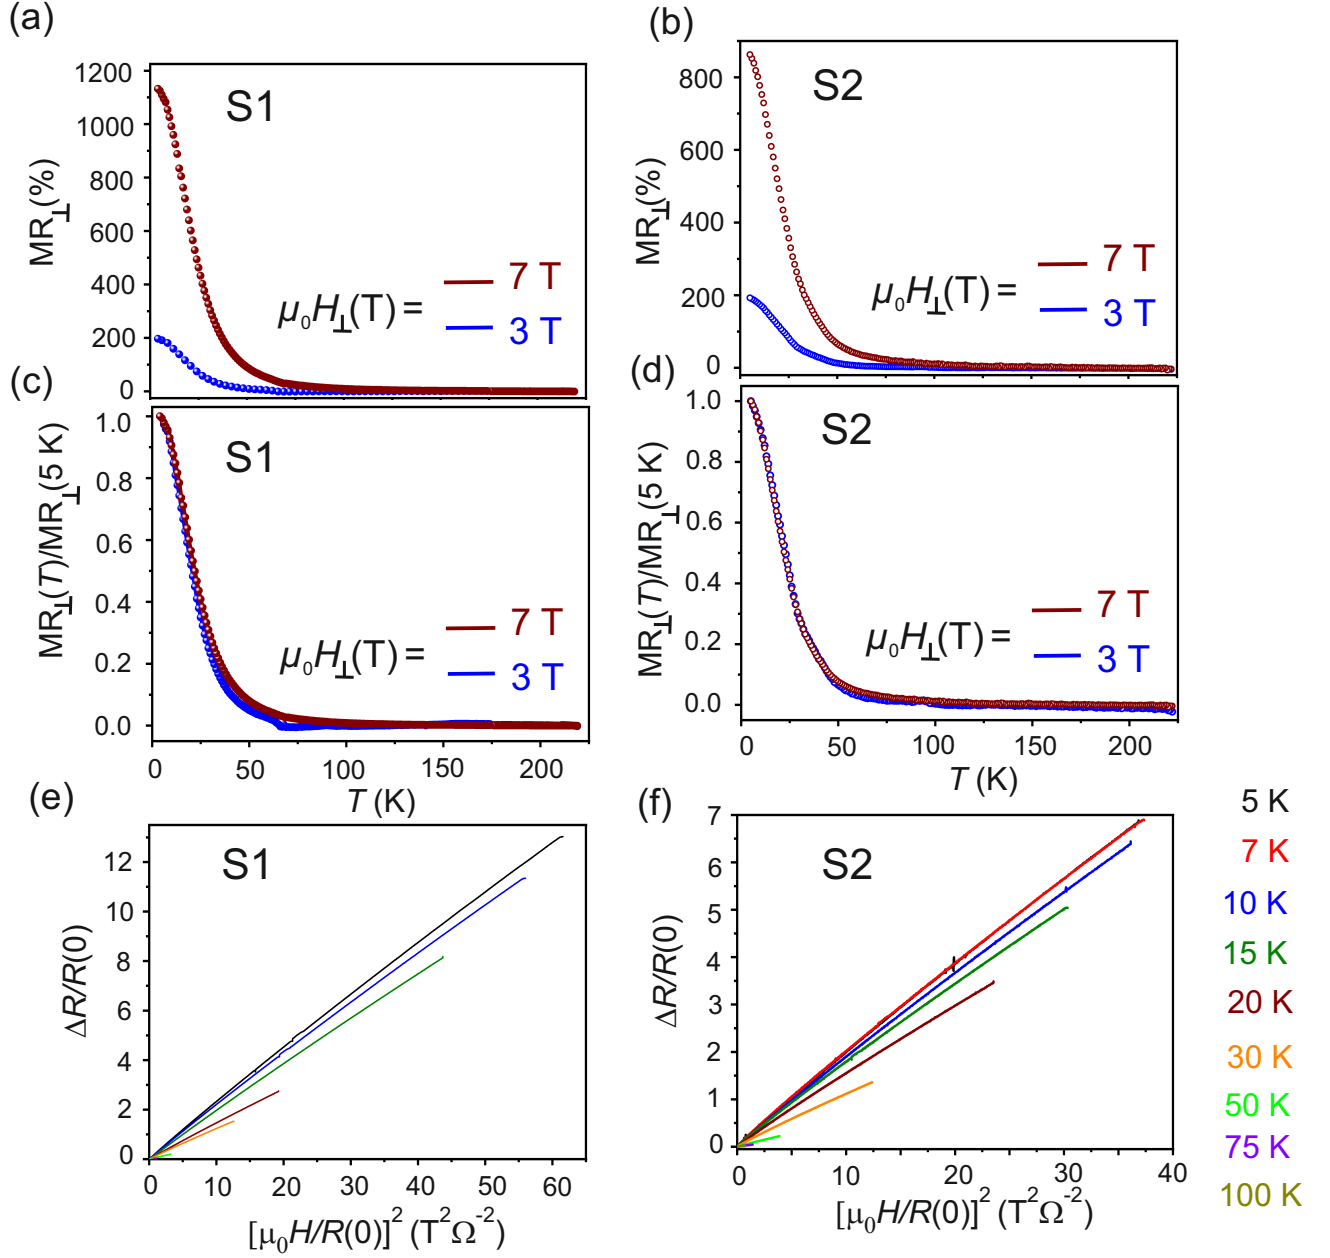 (a)
S1
MR⊥(%)
1200
1000
800
600
400
200
0
μ₀H⊥(T) =
7 T
3 T
(b)
S2
MR⊥(%)
800
600
400
200
0
μ₀H⊥(T) =
7 T
3 T
(c)
S1
MR⊥(T)/MR⊥(5 K)
1.0
0.8
0.6
0.4
0.2
0.0
μ₀H⊥(T) =
7 T
3 T
0 50 100 150 200
T (K)
(d)
S2
MR⊥(T)/MR⊥(5 K)
1.0
0.8
0.6
0.4
0.2
0.0
μ₀H⊥(T) =
7 T
3 T
0 50 100 150 200
T (K)
(e)
S1
ΔR/R(0)
12
10
8
6
4
2
0
0 10 20 30 40 50 60
[μ₀H/R(0)]² (T²Ω⁻²)
(f)
S2
ΔR/R(0)
7
6
5
4
3
2
1
0
0 10 20 30 40
[μ₀H/R(0)]² (T²Ω⁻²)
5 K
7 K
10 K
15 K
20 K
30 K
50 K
75 K
100 K